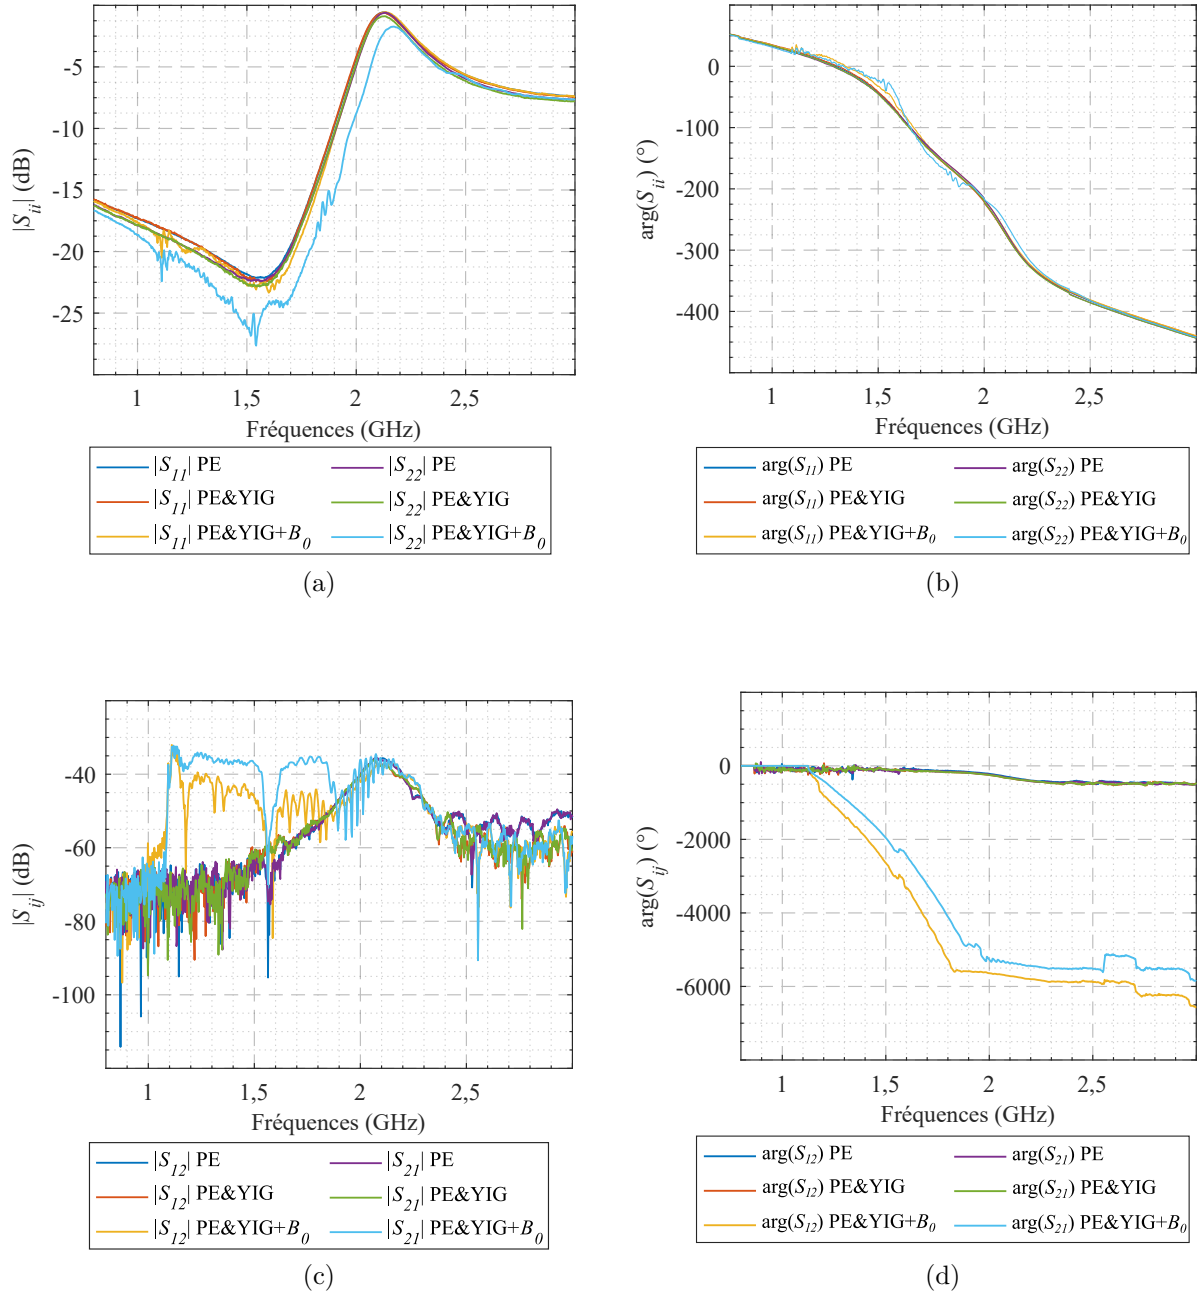 -5
-10
-15
-20
-25
|S_ii| (dB)
1 1,5 2 2,5
Fréquences (GHz)
|S_11| PE |S_22| PE
|S_11| PE&YIG |S_22| PE&YIG
|S_11| PE&YIG+B_0 |S_22| PE&YIG+B_0
(a)
0
-100
-200
-300
-400
arg(S_ii) (°)
1 1,5 2 2,5
Fréquences (GHz)
arg(S_11) PE arg(S_22) PE
arg(S_11) PE&YIG arg(S_22) PE&YIG
arg(S_11) PE&YIG+B_0 arg(S_22) PE&YIG+B_0
(b)
-40
-60
-80
-100
|S_ij| (dB)
1 1,5 2 2,5
Fréquences (GHz)
|S_12| PE |S_21| PE
|S_12| PE&YIG |S_21| PE&YIG
|S_12| PE&YIG+B_0 |S_21| PE&YIG+B_0
(c)
0
-2000
-4000
-6000
arg(S_ij) (°)
1 1,5 2 2,5
Fréquences (GHz)
arg(S_12) PE arg(S_21) PE
arg(S_12) PE&YIG arg(S_21) PE&YIG
arg(S_12) PE&YIG+B_0 arg(S_21) PE&YIG+B_0
(d)